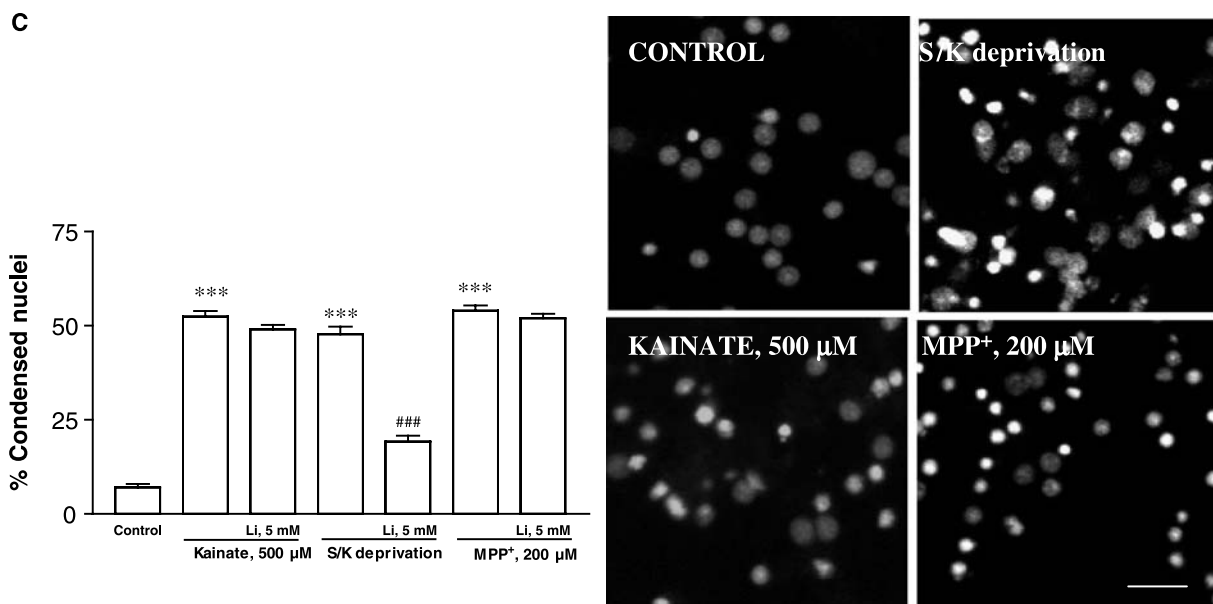 C
CONTROL
S/K deprivation
KAINATE, 500 μM
MPP⁺, 200 μM
% Condensed nuclei
75
50
25
0
***
***
###
***
Control
Li, 5 mM
Li, 5 mM
Li, 5 mM
Kainate, 500 μM
S/K deprivation
MPP⁺, 200 μM